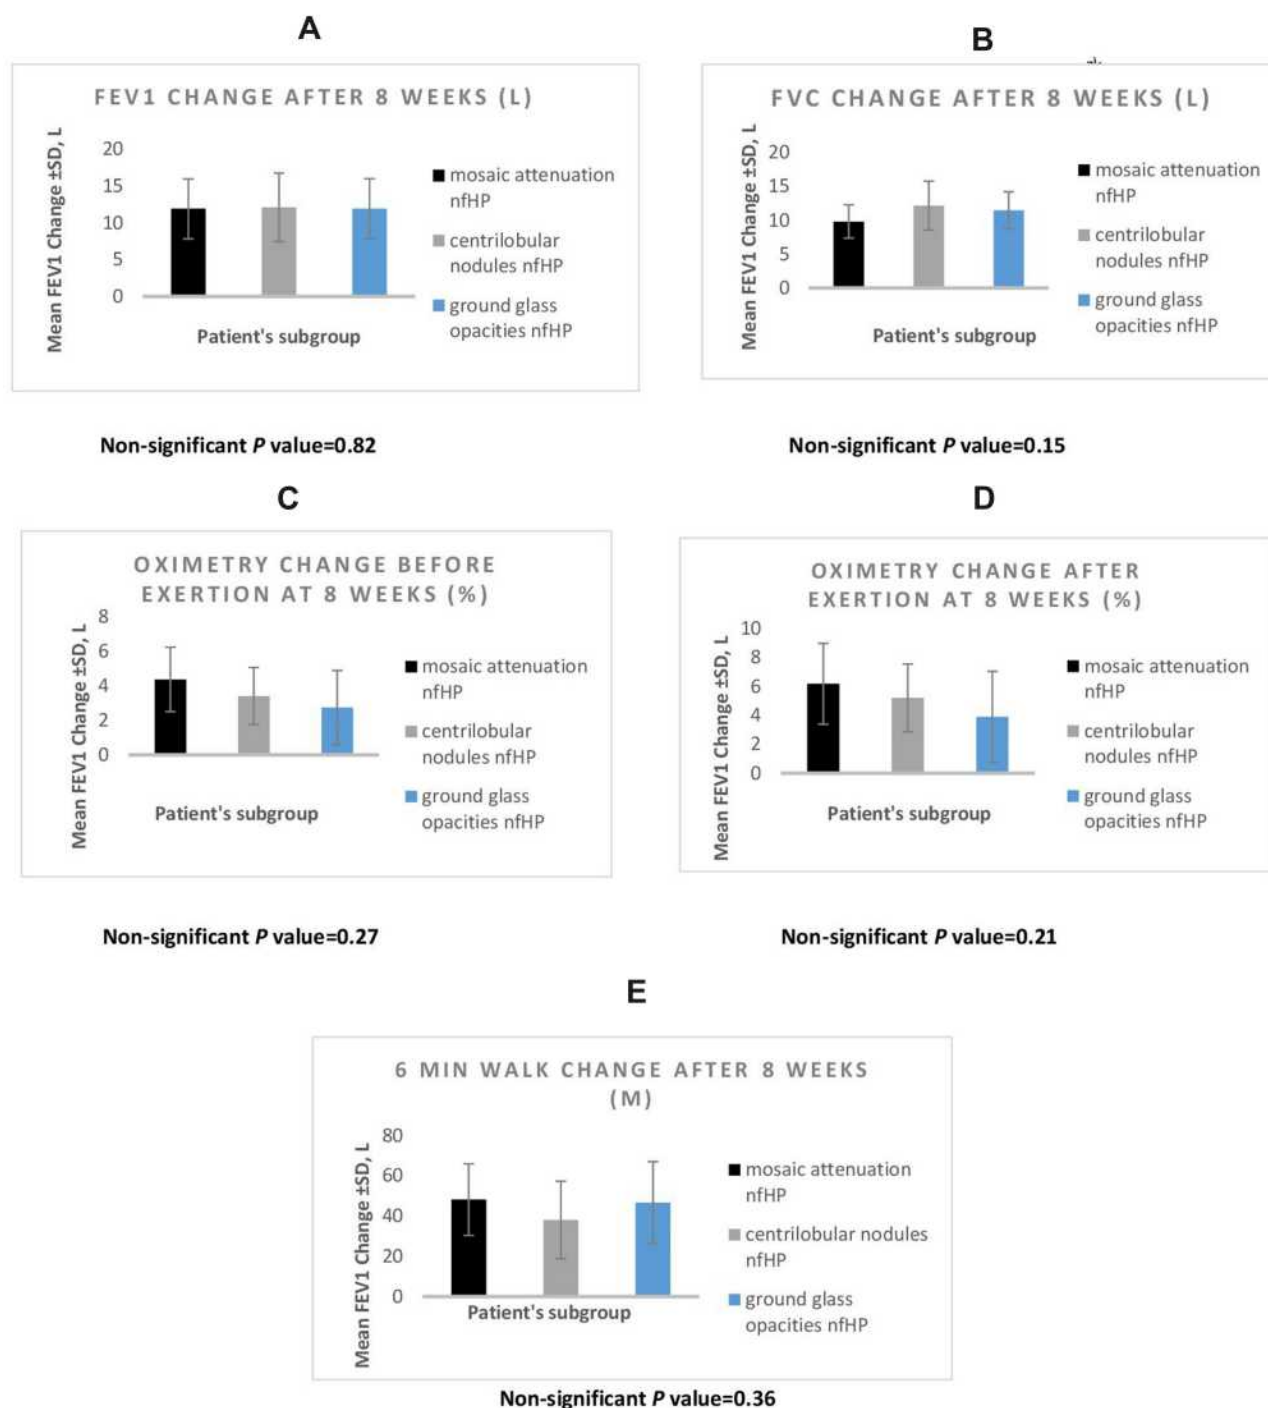 A
FEV1 CHANGE AFTER 8 WEEKS (L)
Mean FEV1 Change ±SD, L
20
15
10
5
0
Patient's subgroup
mosaic attenuation
nfHP
centrilobular
nodules nfHP
ground glass
opacities nfHP
Non-significant P value=0.82
B
FVC CHANGE AFTER 8 WEEKS (L)
Mean FEV1 Change ±SD, L
20
15
10
5
0
Patient's subgroup
mosaic attenuation
nfHP
centrilobular
nodules nfHP
ground glass
opacities nfHP
Non-significant P value=0.15
C
OXIMETRY CHANGE BEFORE
EXERTION AT 8 WEEKS (%)
Mean FEV1 Change ±SD, L
8
6
4
2
0
Patient's subgroup
mosaic attenuation
nfHP
centrilobular
nodules nfHP
ground glass
opacities nfHP
Non-significant P value=0.27
D
OXIMETRY CHANGE AFTER
EXERTION AT 8 WEEKS (%)
Mean FEV1 Change ±SD, L
10
8
6
4
2
0
Patient's subgroup
mosaic attenuation
nfHP
centrilobular
nodules nfHP
ground glass
opacities nfHP
Non-significant P value=0.21
E
6 MIN WALK CHANGE AFTER 8 WEEKS
(M)
Mean FEV1 Change ±SD, L
80
60
40
20
0
Patient's subgroup
mosaic attenuation
nfHP
centrilobular nodules
nfHP
ground glass
opacities nfHP
Non-significant P value=0.36